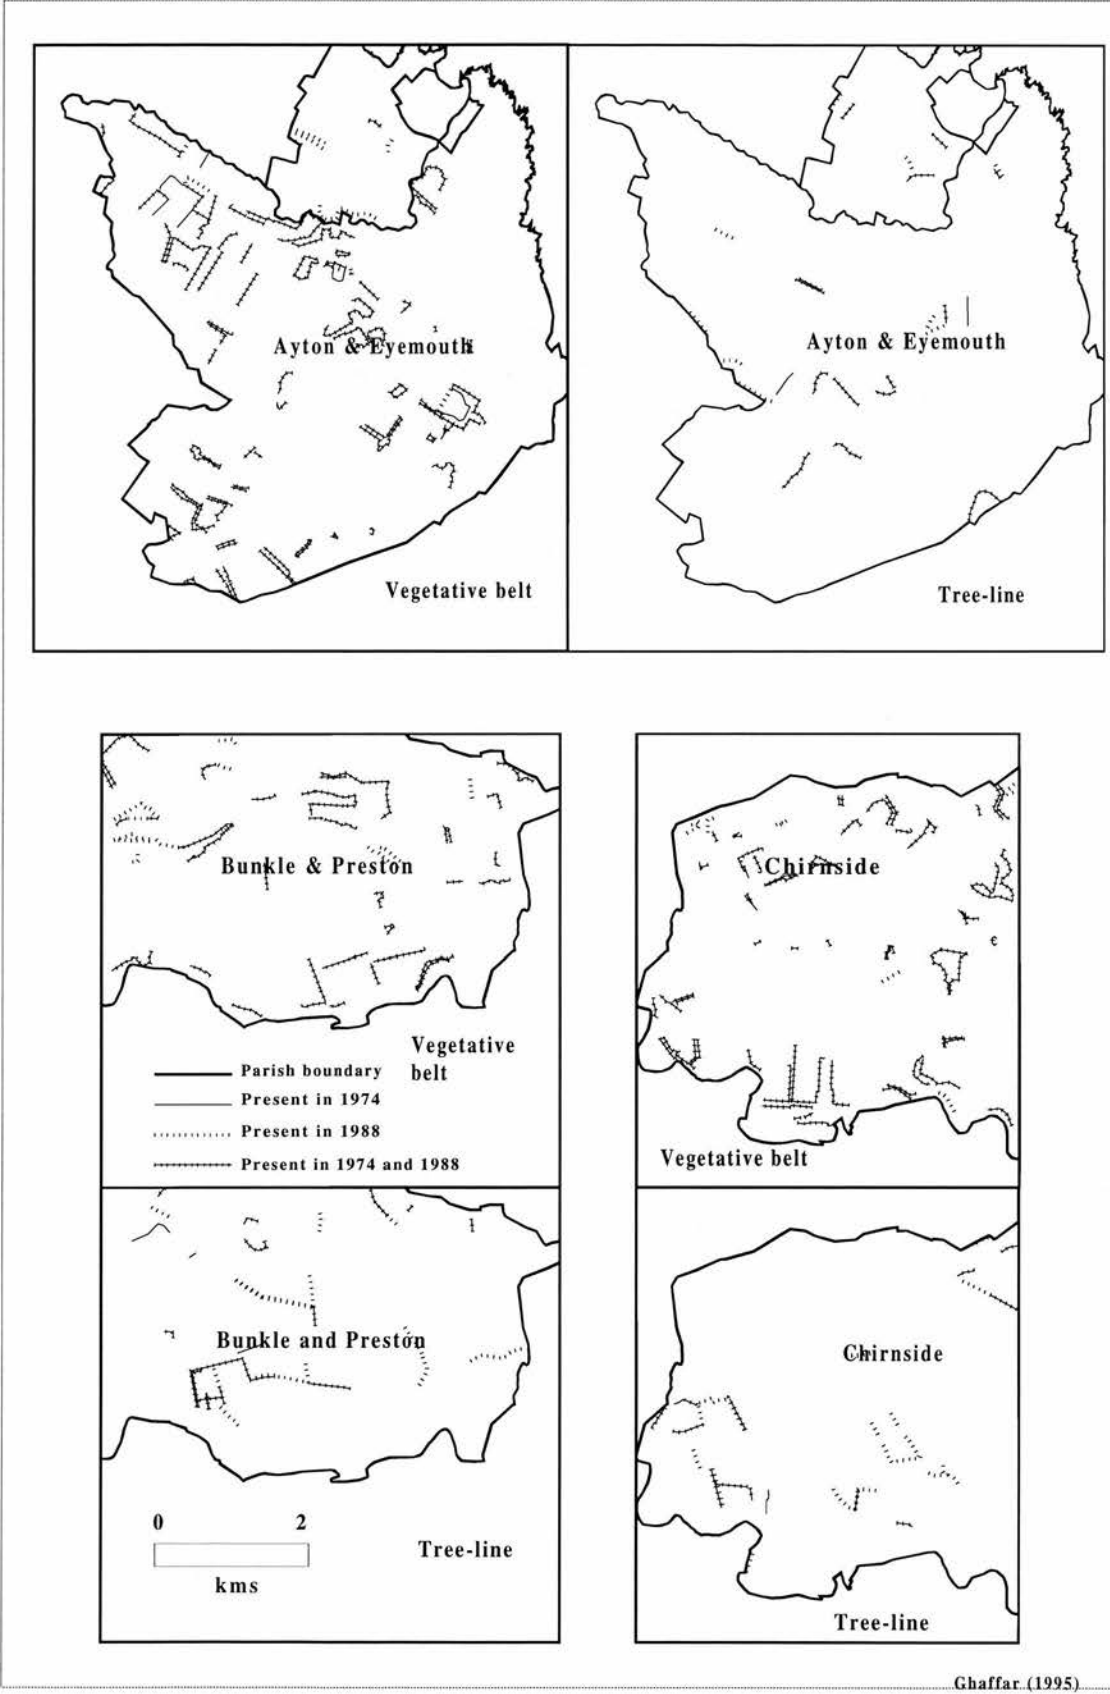 Ayton & Eyemouth
Vegetative belt
Ayton & Eyemouth
Tree-line
Bunkle & Preston
Vegetative
belt
Parish boundary
Present in 1974
Present in 1988
Present in 1974 and 1988
Chirnside
Vegetative belt
Bunkle and Preston
0 2
kms
Tree-line
Chirnside
Tree-line
Ghaffar (1995)